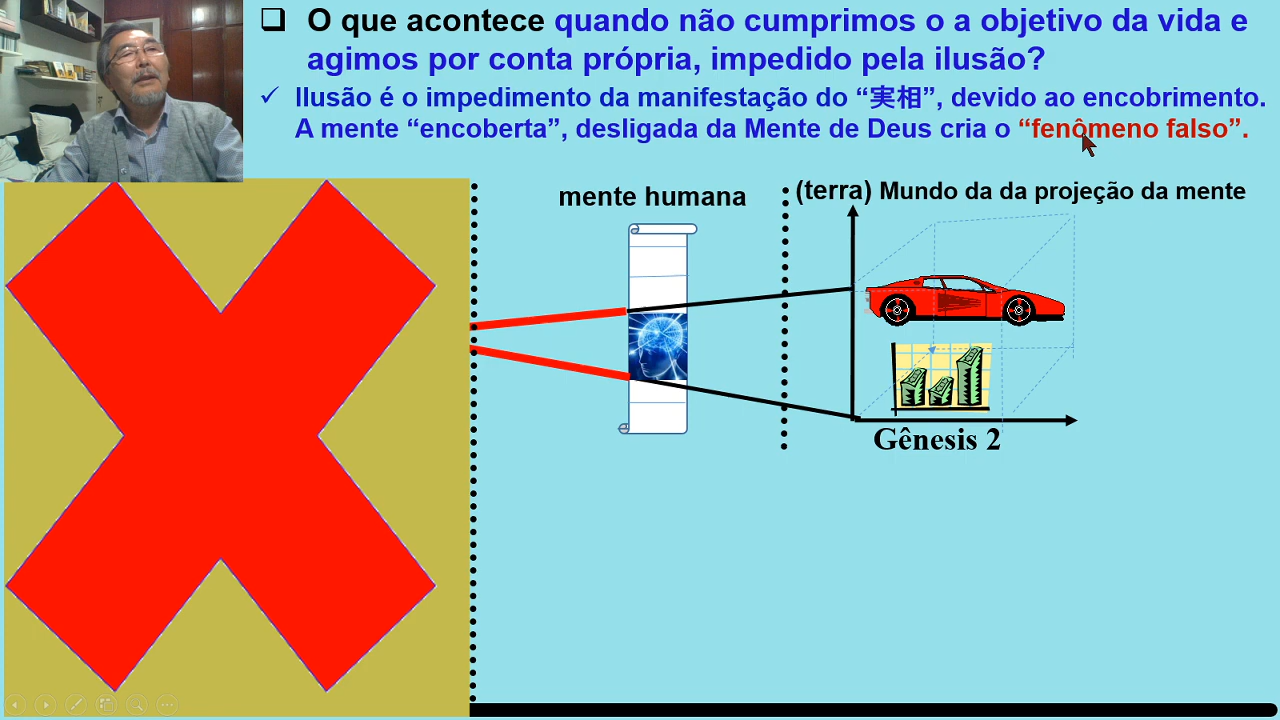 O que acontece quando não cumprimos o a objetivo da vida e
agimos por conta própria, impedido pela ilusão?
Ilusão é o impedimento da manifestação do “実相”, devido ao encobrimento.
A mente “encoberta”, desligada da Mente de Deus cria o “fenômeno falso”.
mente humana
(terra) Mundo da da projeção da mente
Gênesis 2